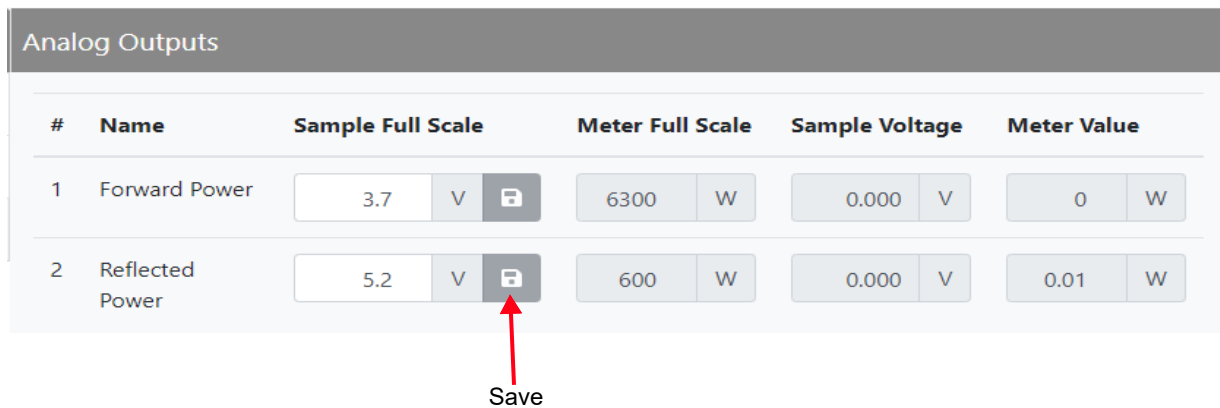 Analog Outputs
# Name Sample Full Scale Meter Full Scale Sample Voltage Meter Value
1 Forward Power 3.7 V 6300 W 0.000 V 0 W
2 Reflected Power 5.2 V 600 W 0.000 V 0.01 W
Save